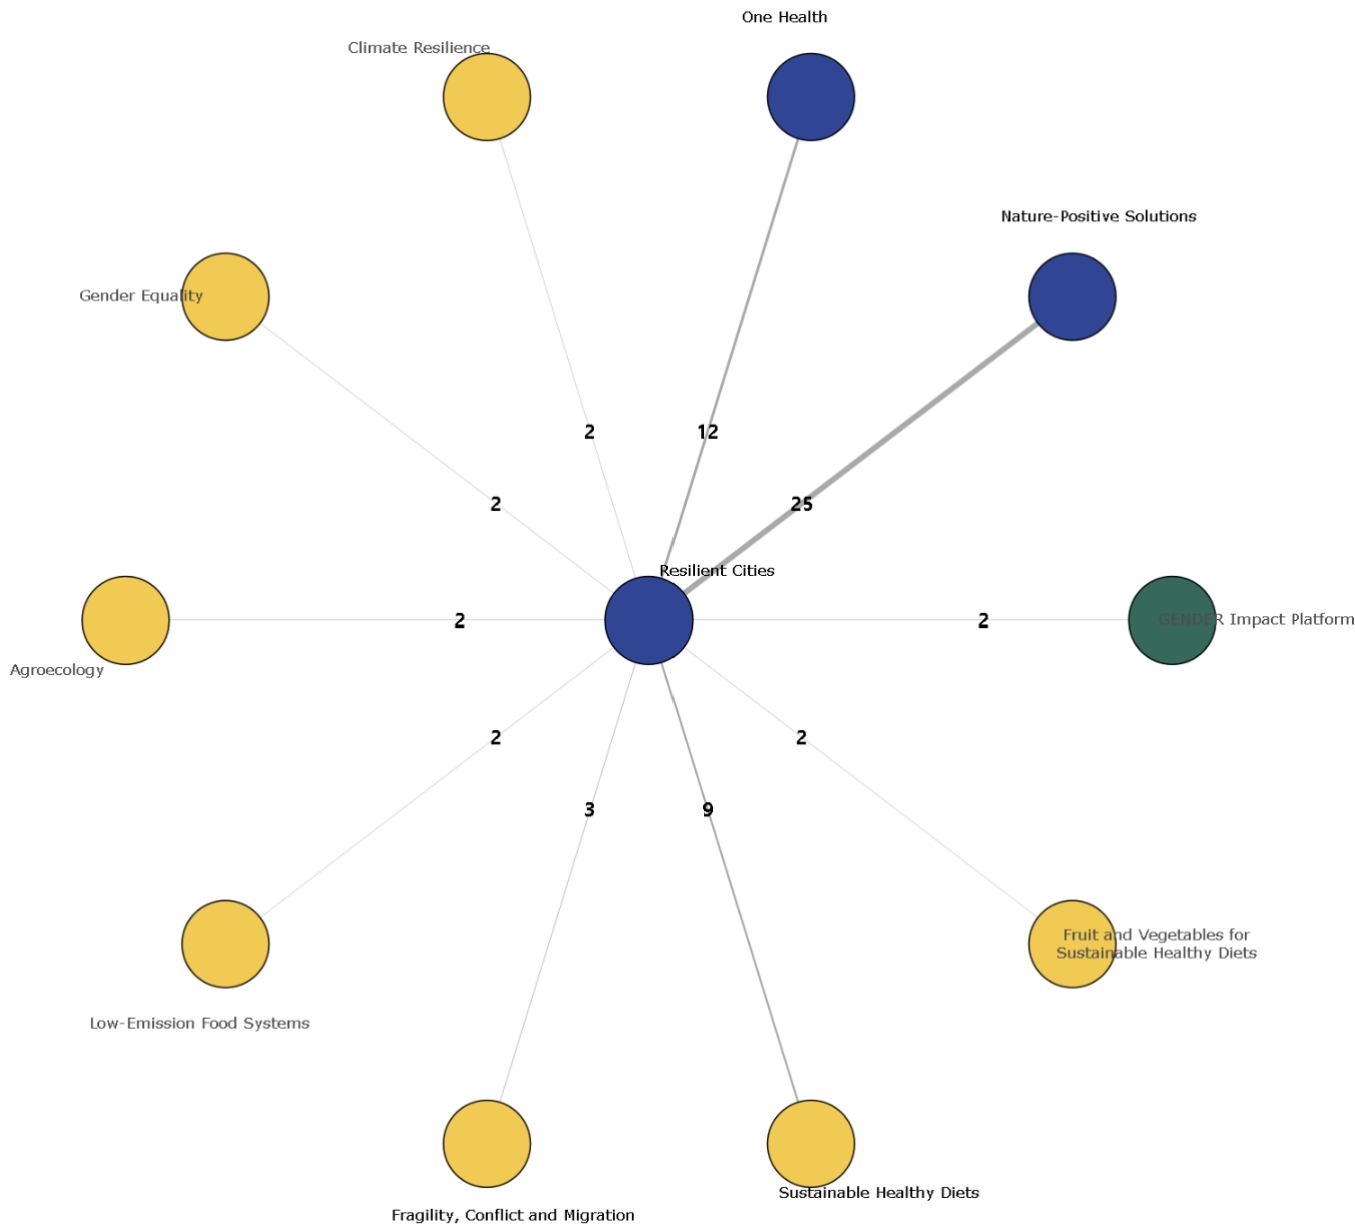 One Health
Climate Resilience
Nature-Positive Solutions
Gender Equality
2
12
2
25
Resilient Cities
2
2
GENDER Impact Platform
Agroecology
2
2
3
9
Fruit and Vegetables for
Sustainable Healthy Diets
Low-Emission Food Systems
Sustainable Healthy Diets
Fragility, Conflict and Migration